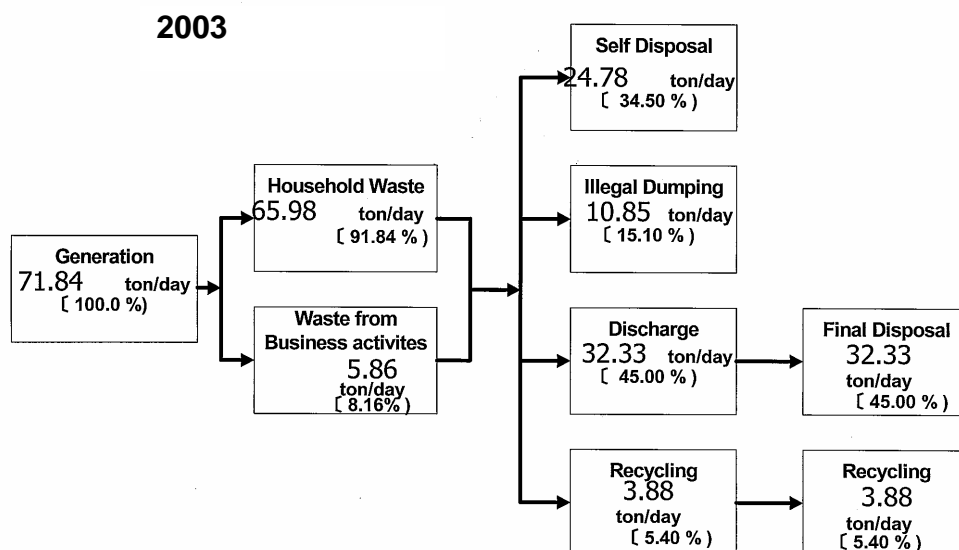 2003
Generation
71.84 ton/day
〔 100.0 %)
Household Waste
65.98 ton/day
〔 91.84 % )
Waste from
Business activites
5.86
ton/day
〔 8.16% )
Self Disposal
24.78 ton/day
〔 34.50 % )
Illegal Dumping
10.85 ton/day
〔 15.10 % )
Discharge
32.33 ton/day
〔 45.00 % )
Final Disposal
32.33
ton/day
〔 45.00 % )
Recycling
3.88
ton/day
〔 5.40 % )
Recycling
3.88
ton/day
〔 5.40 % )